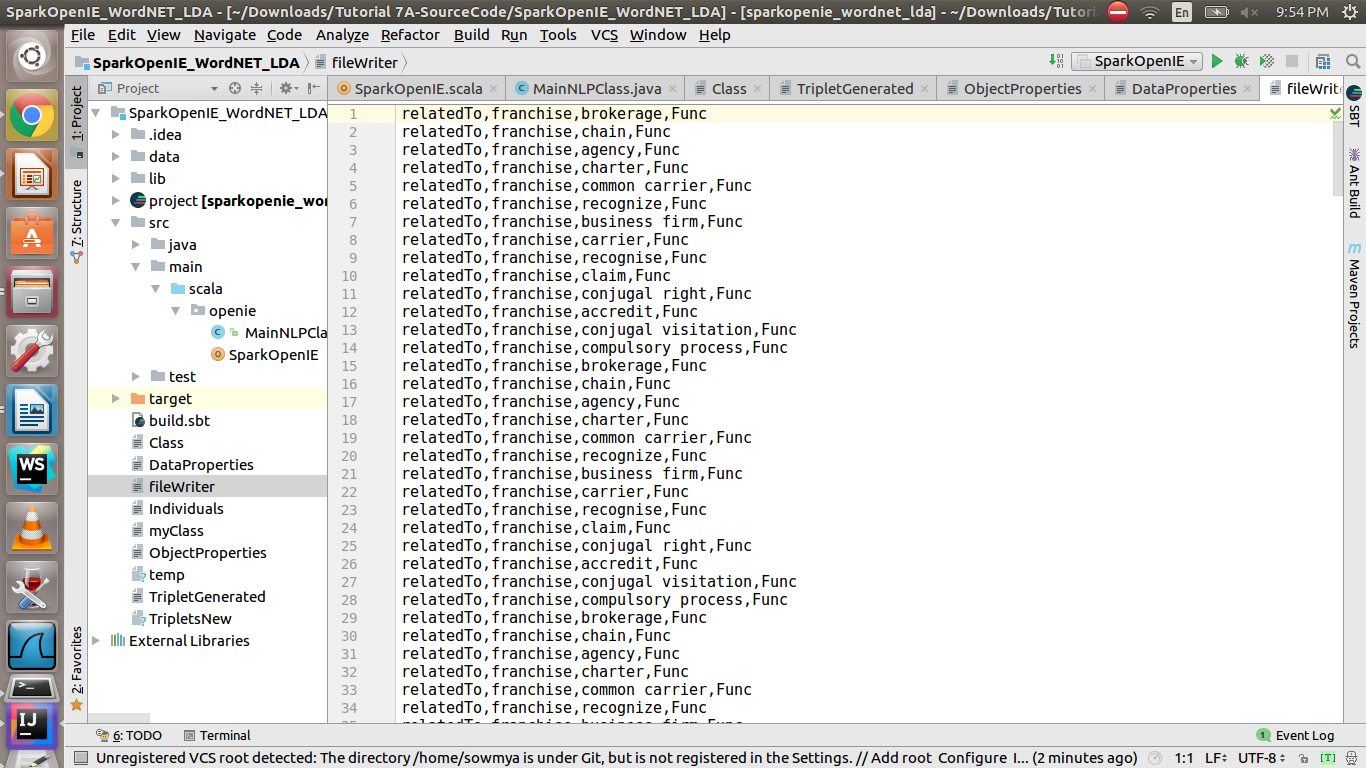 SparkOpenIE_WordNET_LDA - [~/Downloads/Tutorial 7A-SourceCode/SparkOpenIE_WordNET_LDA] - [sparkopenie_wordnet_lda] - ~/Downloads/Tutori
En
9:54 PM
File Edit View Navigate Code Analyze Refactor Build Run Tools VCS Window Help
SparkOpenIE_WordNET_LDA
fileWriter
SparkOpenIE
Project
SparkOpenIE.scala
MainNLPClass.java
Class
TripletGenerated
ObjectProperties
DataProperties
fileWrit
1: Project
7: Structure
2: Favorites
SparkOpenIE_WordNET_LDA
.idea
data
lib
project [sparkopenie_wor
src
java
main
scala
openie
MainNLPCla
SparkOpenIE
test
target
build.sbt
Class
DataProperties
fileWriter
Individuals
myClass
ObjectProperties
temp
TripletGenerated
TripletsNew
External Libraries
1 relatedTo,franchise,brokerage,Func
2 relatedTo,franchise,chain,Func
3 relatedTo,franchise,agency,Func
4 relatedTo,franchise,charter,Func
5 relatedTo,franchise,common carrier,Func
6 relatedTo,franchise,recognize,Func
7 relatedTo,franchise,business firm,Func
8 relatedTo,franchise,carrier,Func
9 relatedTo,franchise,recognise,Func
10 relatedTo,franchise,claim,Func
11 relatedTo,franchise,conjugal right,Func
12 relatedTo,franchise,accredit,Func
13 relatedTo,franchise,conjugal visitation,Func
14 relatedTo,franchise,compulsory process,Func
15 relatedTo,franchise,brokerage,Func
16 relatedTo,franchise,chain,Func
17 relatedTo,franchise,agency,Func
18 relatedTo,franchise,charter,Func
19 relatedTo,franchise,common carrier,Func
20 relatedTo,franchise,recognize,Func
21 relatedTo,franchise,business firm,Func
22 relatedTo,franchise,carrier,Func
23 relatedTo,franchise,recognise,Func
24 relatedTo,franchise,claim,Func
25 relatedTo,franchise,conjugal right,Func
26 relatedTo,franchise,accredit,Func
27 relatedTo,franchise,conjugal visitation,Func
28 relatedTo,franchise,compulsory process,Func
29 relatedTo,franchise,brokerage,Func
30 relatedTo,franchise,chain,Func
31 relatedTo,franchise,agency,Func
32 relatedTo,franchise,charter,Func
33 relatedTo,franchise,common carrier,Func
34 relatedTo,franchise,recognize,Func
SBT
Ant Build
Maven Projects
WS
IJ
6: TODO
Terminal
1 Event Log
Unregistered VCS root detected: The directory /home/sowmya is under Git, but is not registered in the Settings. // Add root Configure I... (2 minutes ago)
1:1 LF UTF-8 [T]